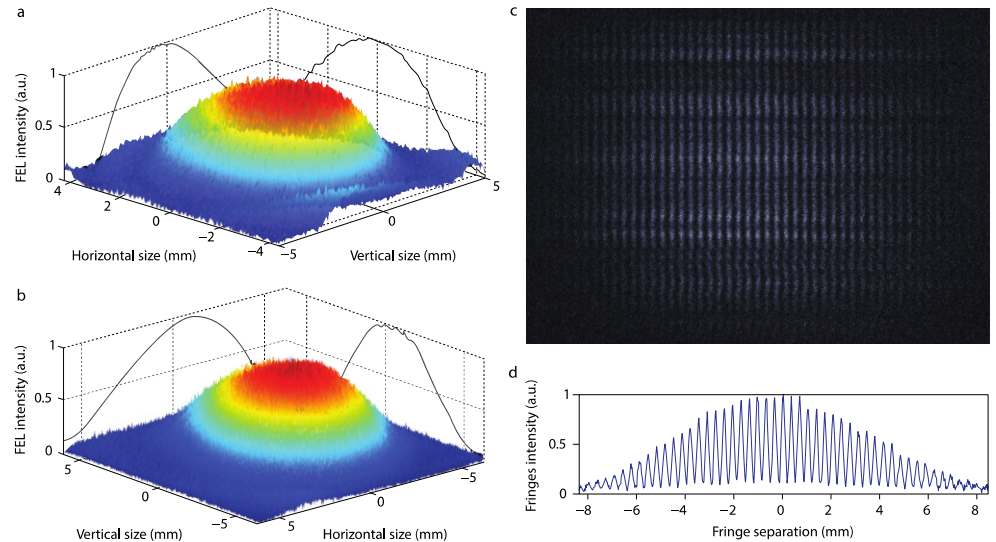 a
FEL intensity (a.u.)
1
0.5
0
4
2
0
−2
−4
Horizontal size (mm)
−5
0
5
Vertical size (mm)
b
FEL intensity (a.u.)
1
0.5
0
5
0
−5
Vertical size (mm)
5
0
−5
Horizontal size (mm)
c
d
Fringes intensity (a.u.)
1
0.5
0
−8 −6 −4 −2 0 2 4 6 8
Fringe separation (mm)